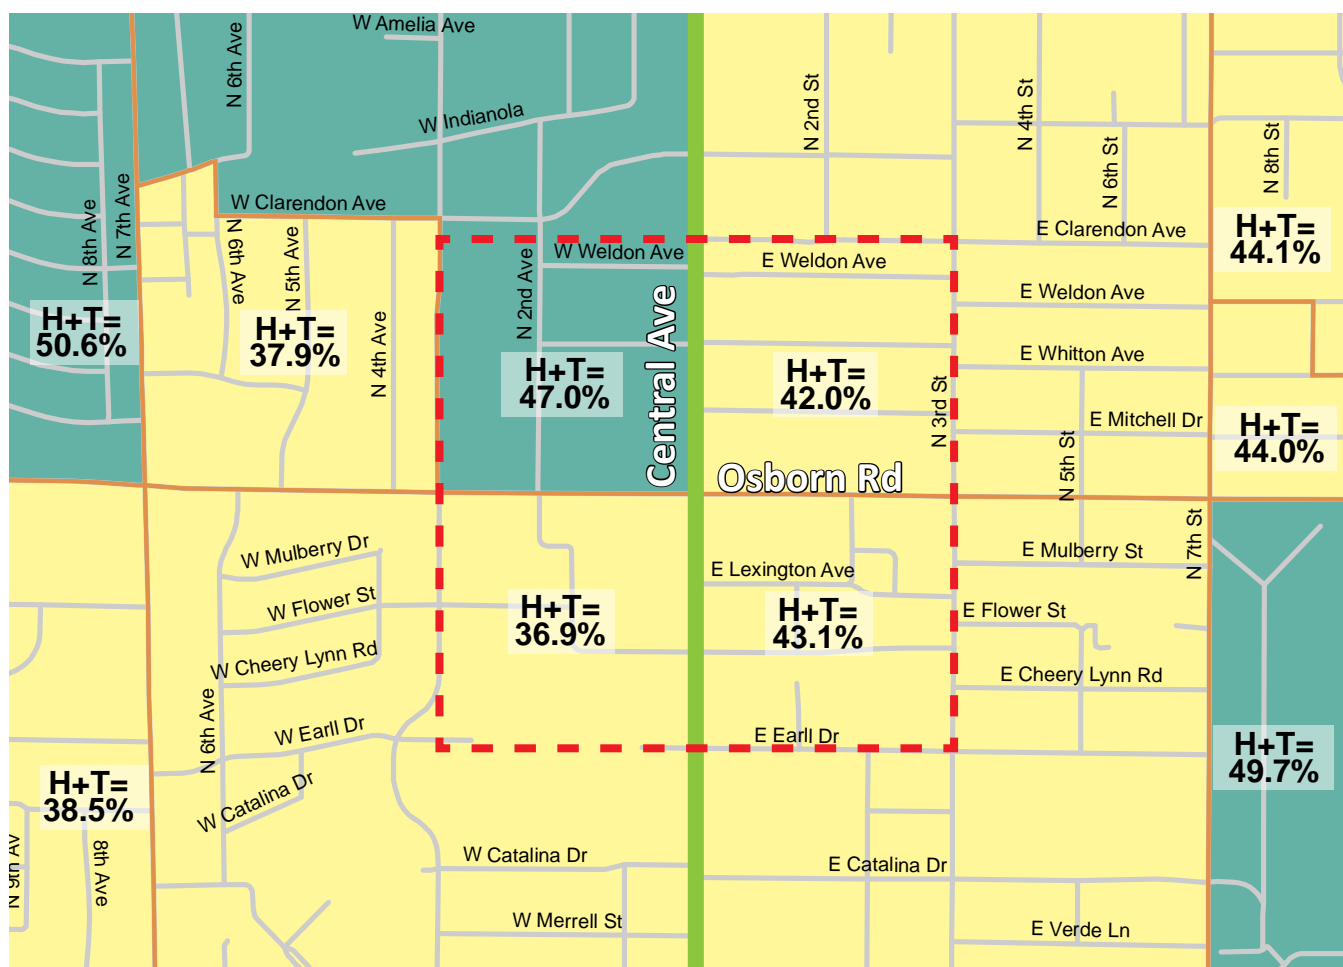 W Amelia Ave
N 6th Ave
W Indianola
N 2nd St
N 4th St
N 6th St
N 8th St
N 8th Ave
N 7th Ave
W Clarendon Ave
N 6th Ave
N 5th Ave
N 4th Ave
N 2nd Ave
W Weldon Ave
E Weldon Ave
E Clarendon Ave
H+T=
44.1%
E Weldon Ave
H+T=
50.6%
H+T=
37.9%
H+T=
47.0%
Central Ave
H+T=
42.0%
N 3rd St
E Whitton Ave
E Mitchell Dr
H+T=
44.0%
N 5th St
Osborn Rd
W Mulberry Dr
W Flower St
W Cheery Lynn Rd
E Lexington Ave
E Mulberry St
N 7th St
H+T=
36.9%
H+T=
43.1%
E Flower St
E Cheery Lynn Rd
N 6th Ave
W Earll Dr
E Earll Dr
H+T=
49.7%
H+T=
38.5%
W Catalina Dr
N 9th Av
8th Ave
W Catalina Dr
E Catalina Dr
W Merrell St
E Verde Ln